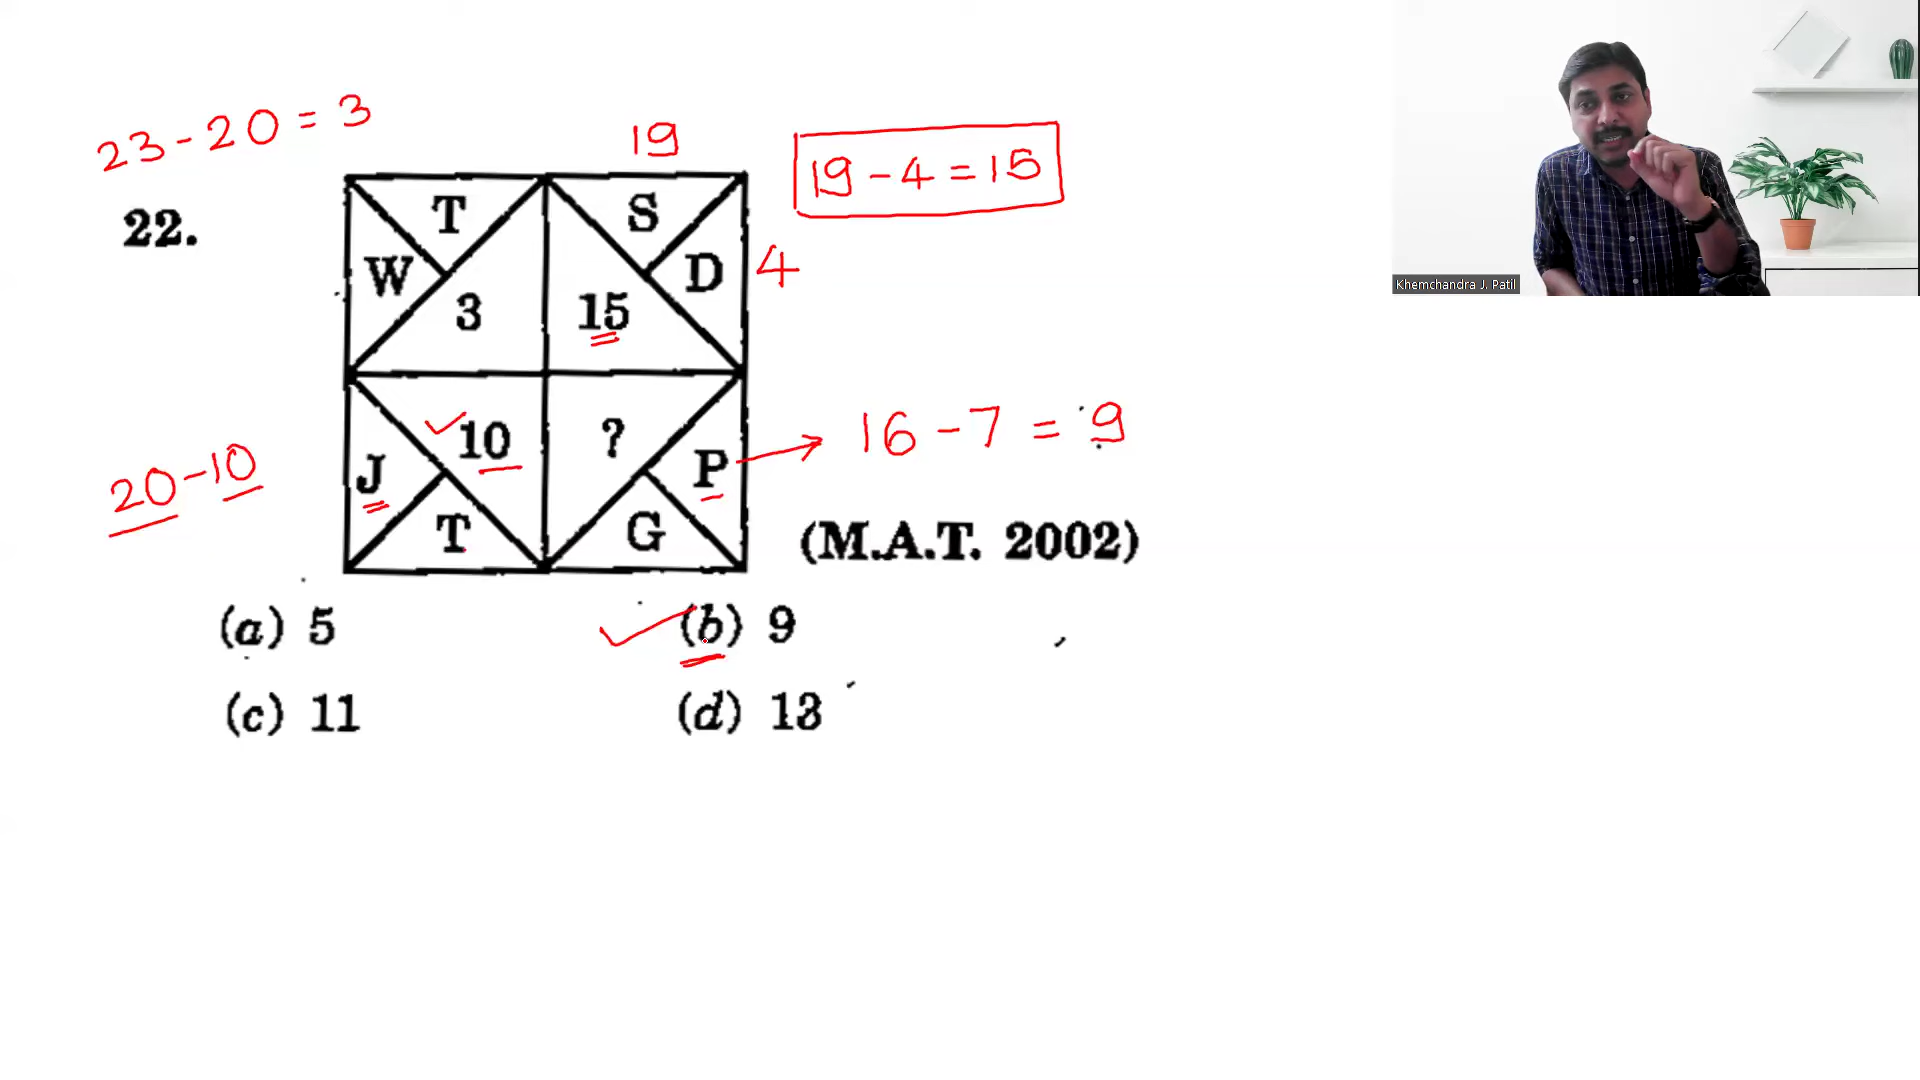 23 - 20 = 3
19
19 - 4 = 15
Khemchandra J. Patil
22.
T
S
W
D
4
3
15
10
?
16 - 7 = 9
J
P
20 - 10
T
G
(M.A.T. 2002)
(a) 5
(b) 9
(c) 11
(d) 13